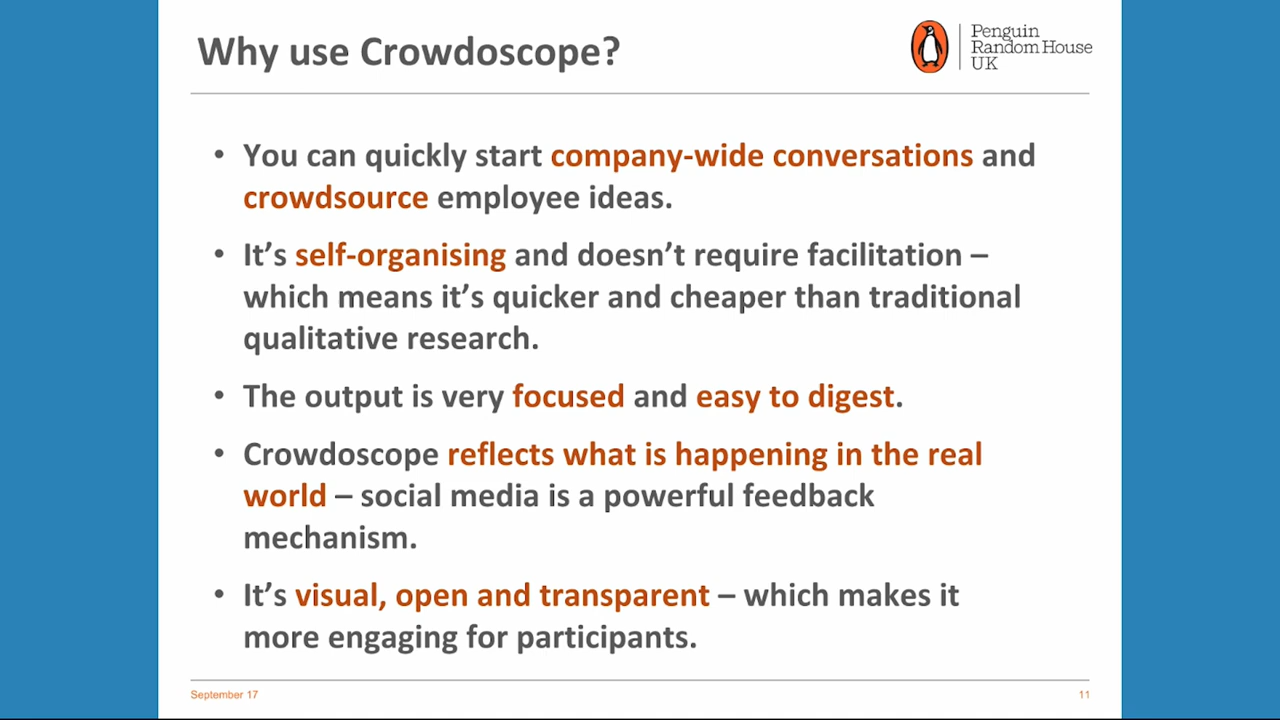 Why use Crowdoscope?
Penguin
Random House
UK
• You can quickly start company-wide conversations and
crowdsource employee ideas.
• It’s self-organising and doesn’t require facilitation –
which means it’s quicker and cheaper than traditional
qualitative research.
• The output is very focused and easy to digest.
• Crowdoscope reflects what is happening in the real
world – social media is a powerful feedback
mechanism.
• It’s visual, open and transparent – which makes it
more engaging for participants.
September 17
11